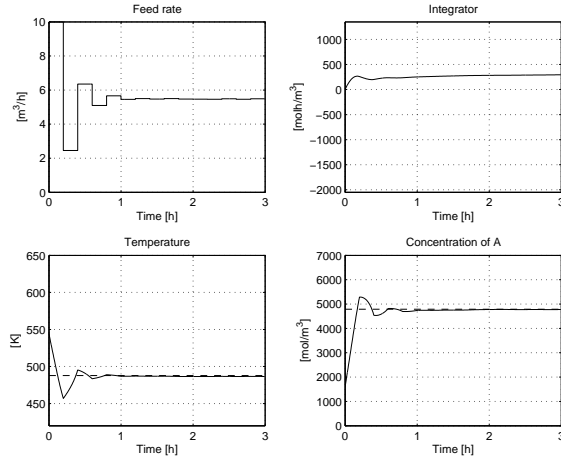 Feed rate
10
8
6
4
2
0
[m³/h]
0 1 2 3
Time [h]
Integrator
1000
500
0
−500
−1000
−1500
−2000
[molh/m³]
0 1 2 3
Time [h]
Temperature
650
600
550
500
450
[K]
0 1 2 3
Time [h]
Concentration of A
7000
6000
5000
4000
3000
2000
1000
0
[mol/m³]
0 1 2 3
Time [h]